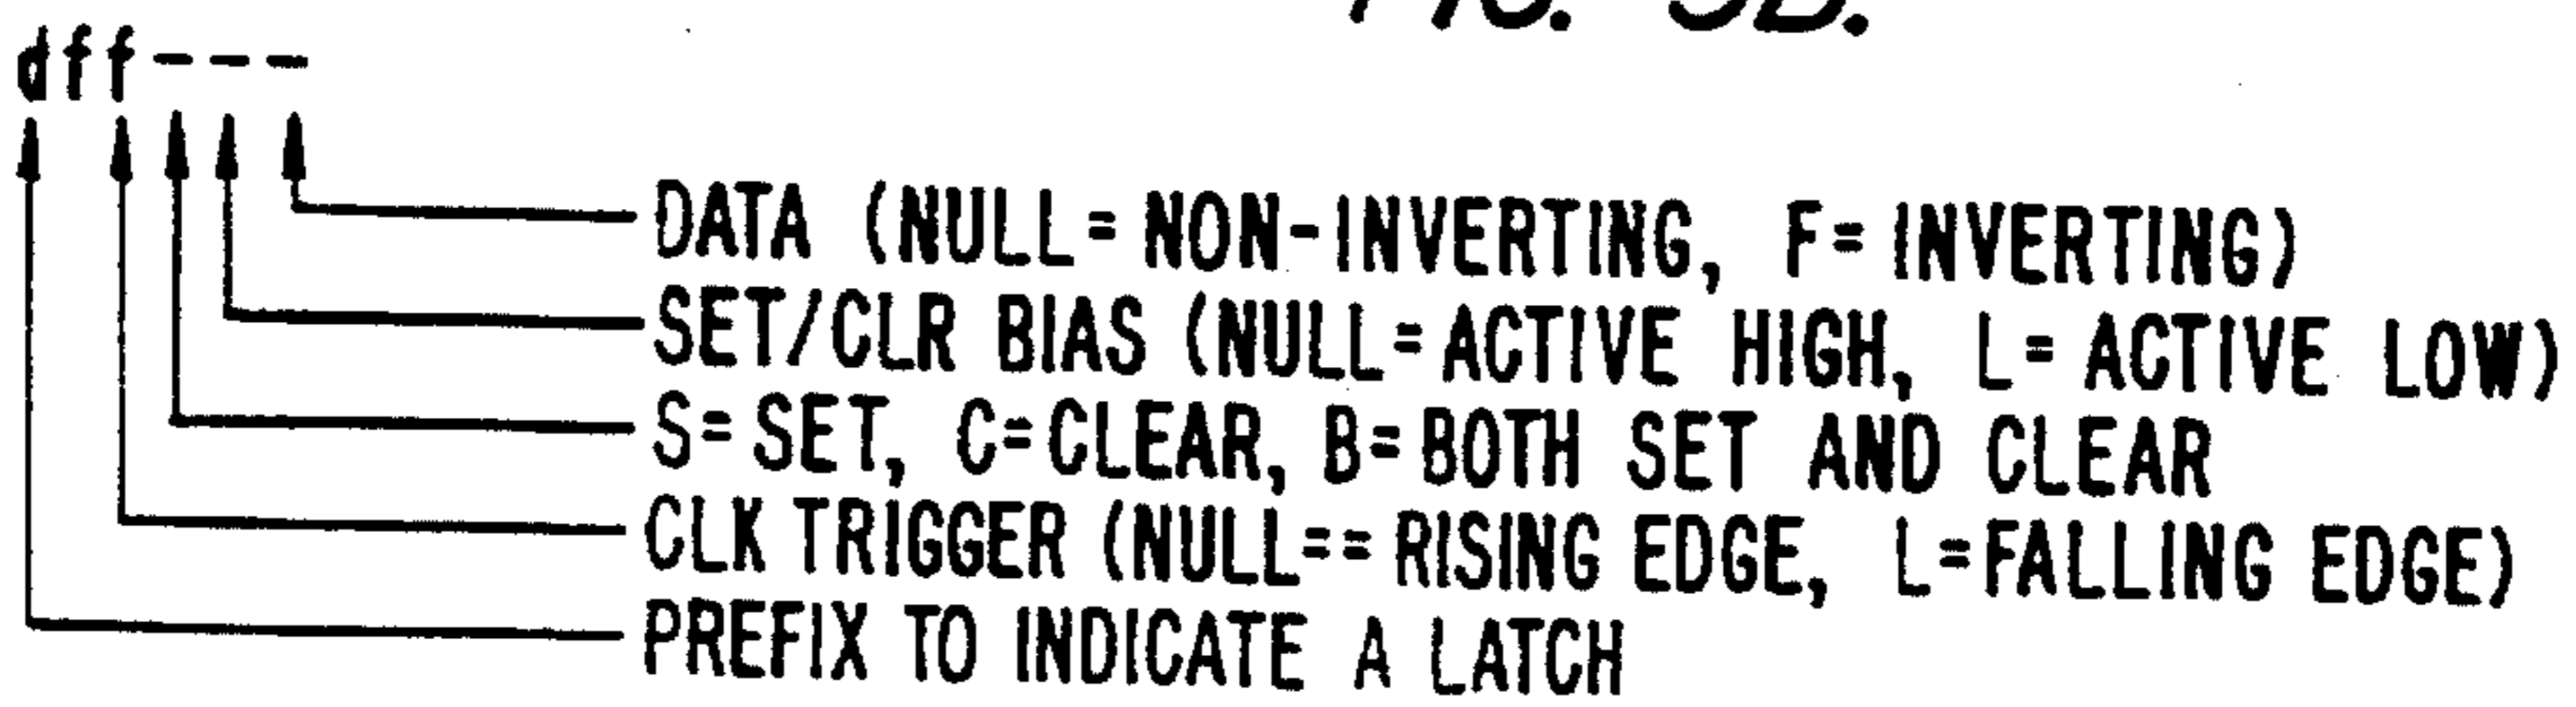 dff---
DATA (NULL= NON-INVERTING, F= INVERTING)
SET/CLR BIAS (NULL=ACTIVE HIGH, L= ACTIVE LOW)
S=SET, C=CLEAR, B=BOTH SET AND CLEAR
CLK TRIGGER (NULL== RISING EDGE, L=FALLING EDGE)
PREFIX TO INDICATE A LATCH